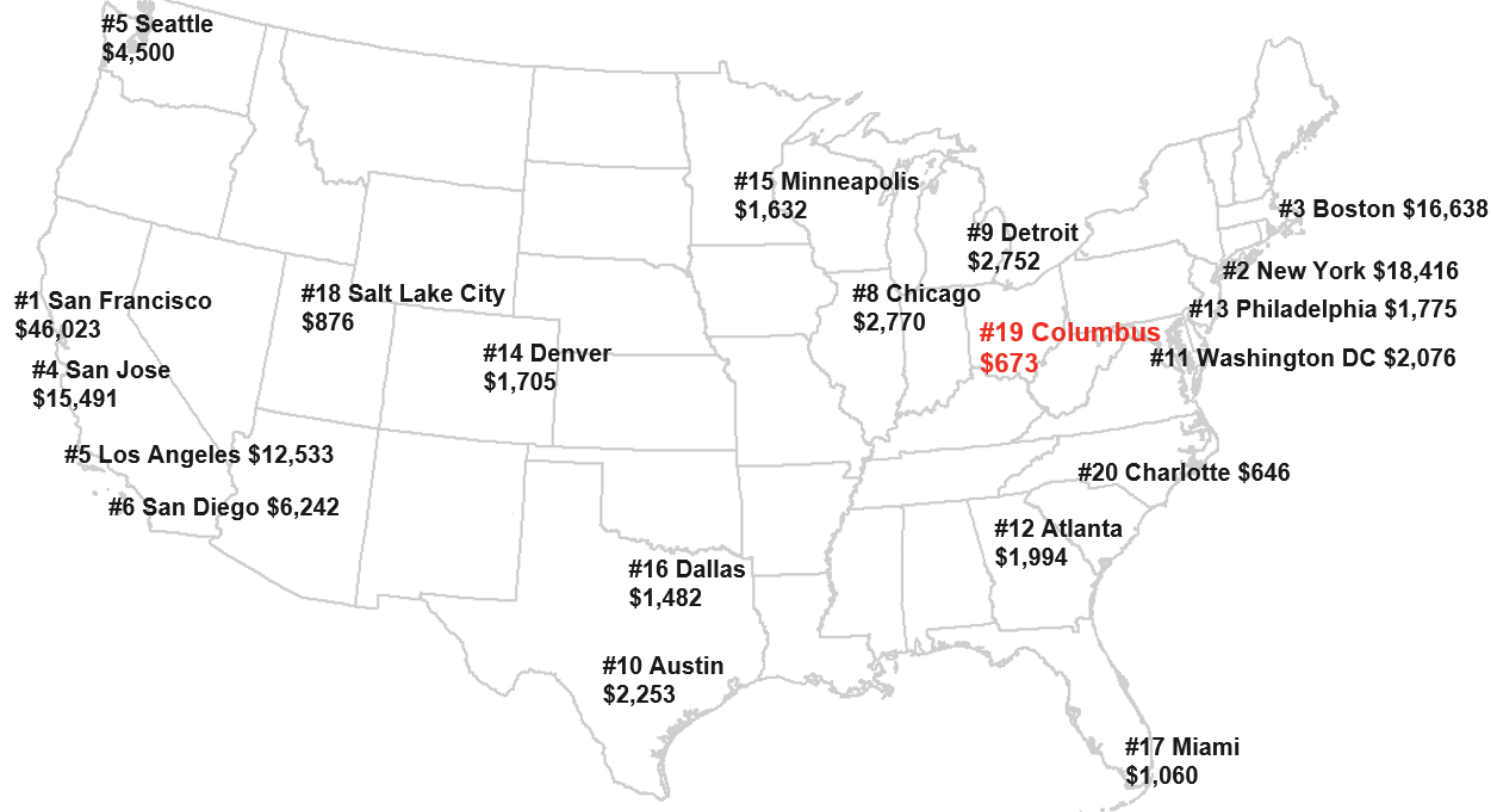 #5 Seattle
$4,500
#15 Minneapolis
$1,632
#3 Boston $16,638
#9 Detroit
$2,752
#2 New York $18,416
#1 San Francisco
$46,023
#18 Salt Lake City
$876
#8 Chicago
$2,770
#13 Philadelphia $1,775
#19 Columbus
$673
#14 Denver
$1,705
#11 Washington DC $2,076
#4 San Jose
$15,491
#5 Los Angeles $12,533
#20 Charlotte $646
#6 San Diego $6,242
#12 Atlanta
$1,994
#16 Dallas
$1,482
#10 Austin
$2,253
#17 Miami
$1,060